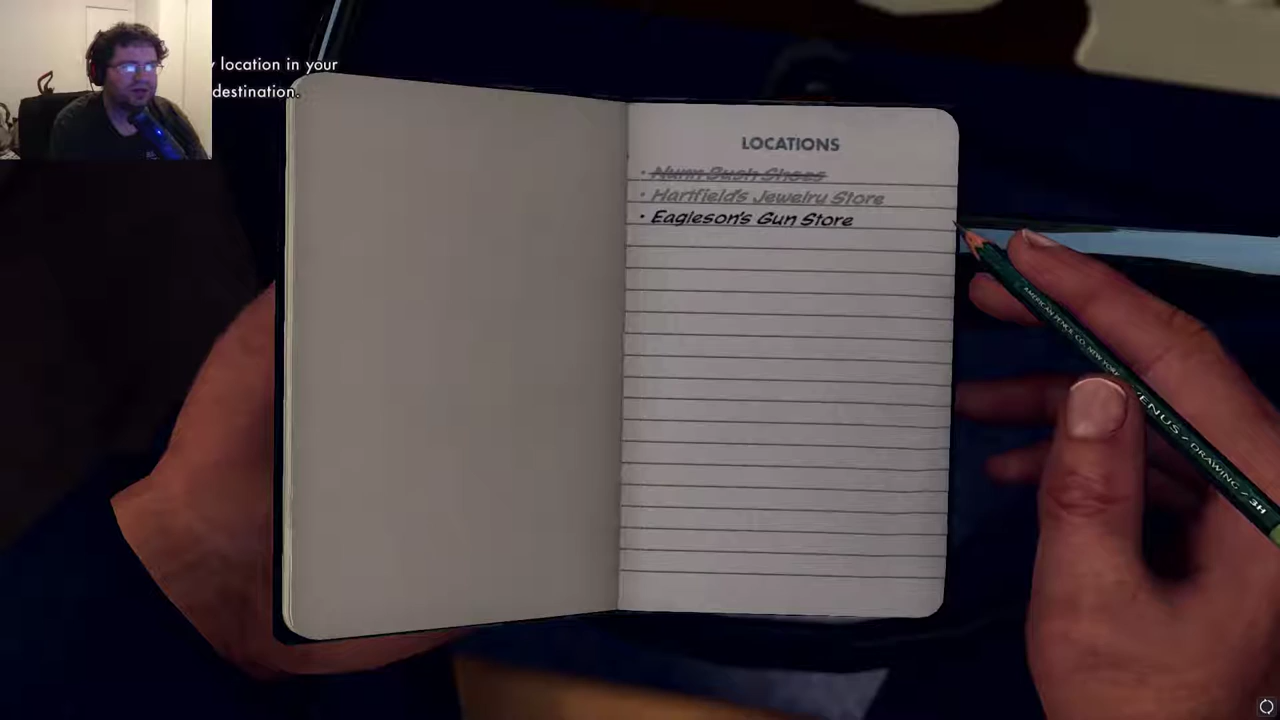 location in your
destination.
LOCATIONS
· Nunn Bush Shoes
· Hartfield's Jewelry Store
· Eagleson's Gun Store
AMERICAN PENCIL CO. NEW YORK
VENUS / DRAWING / 3H